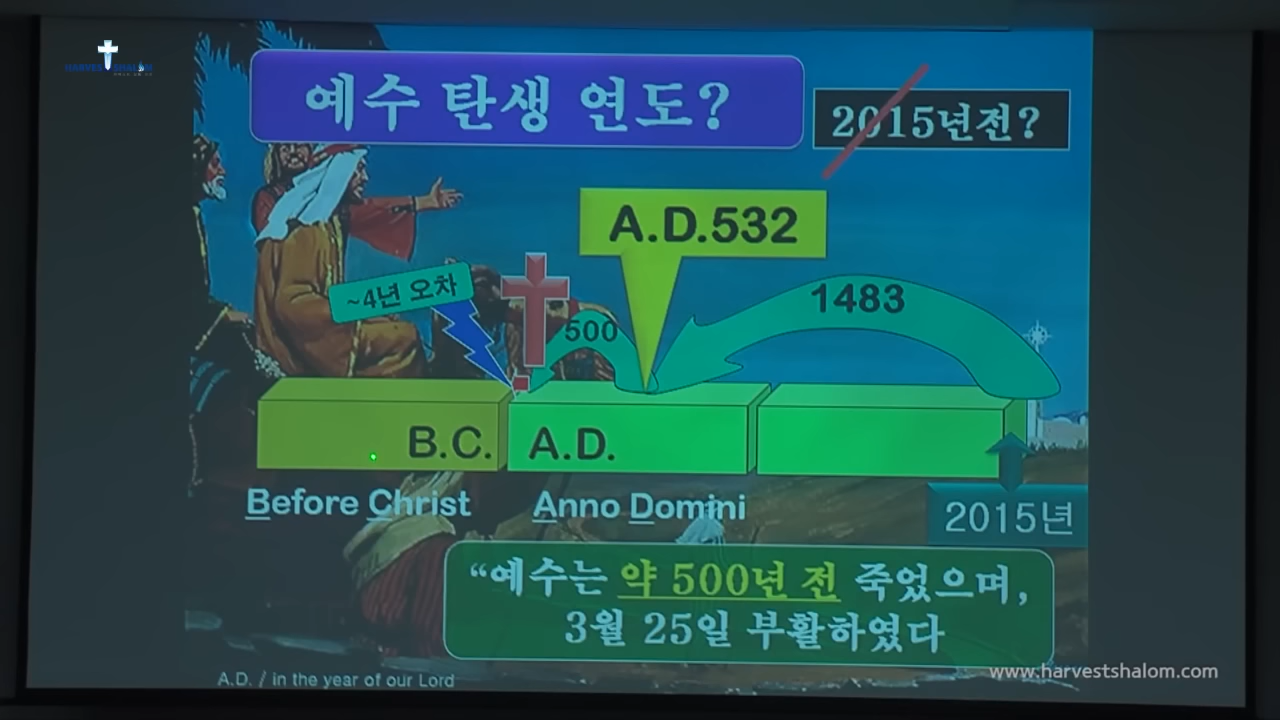 HARVEST SHALOM
예수 탄생 연도?
2015년전?
A.D.532
~4년 오차
500
1483
B.C.
A.D.
Before Christ
Anno Domini
2015년
“예수는 약 500년 전 죽었으며,
3월 25일 부활하였다
www.harvestshalom.com
A.D. / in the year of our Lord